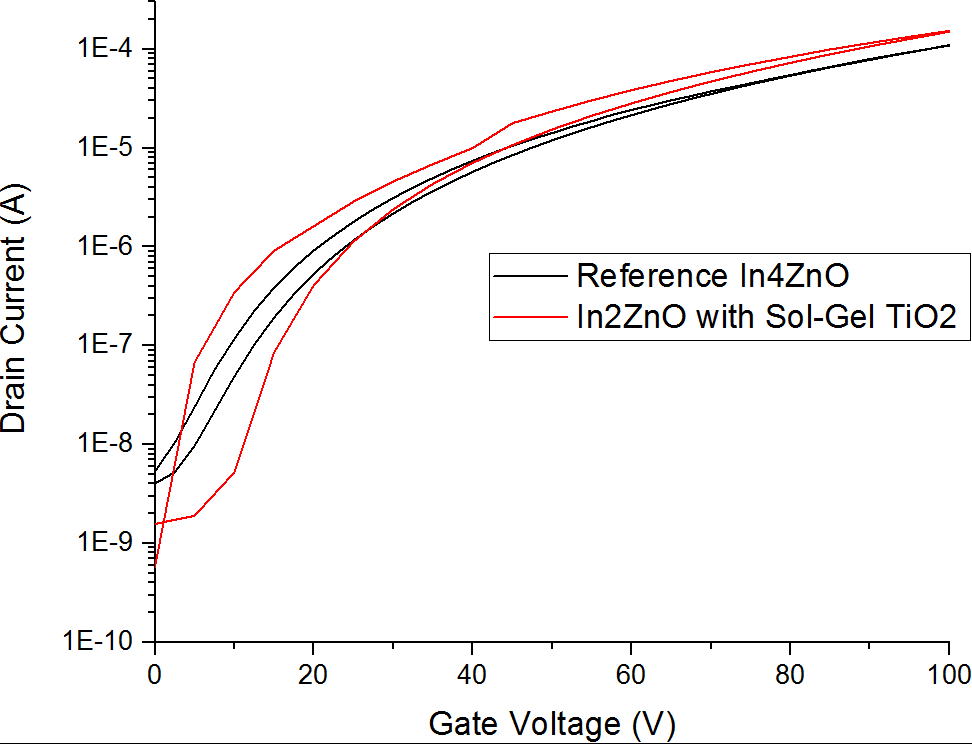 1E-4
1E-5
1E-6
1E-7
1E-8
1E-9
1E-10
Drain Current (A)
Reference In4ZnO
In2ZnO with Sol-Gel TiO2
0 20 40 60 80 100
Gate Voltage (V)